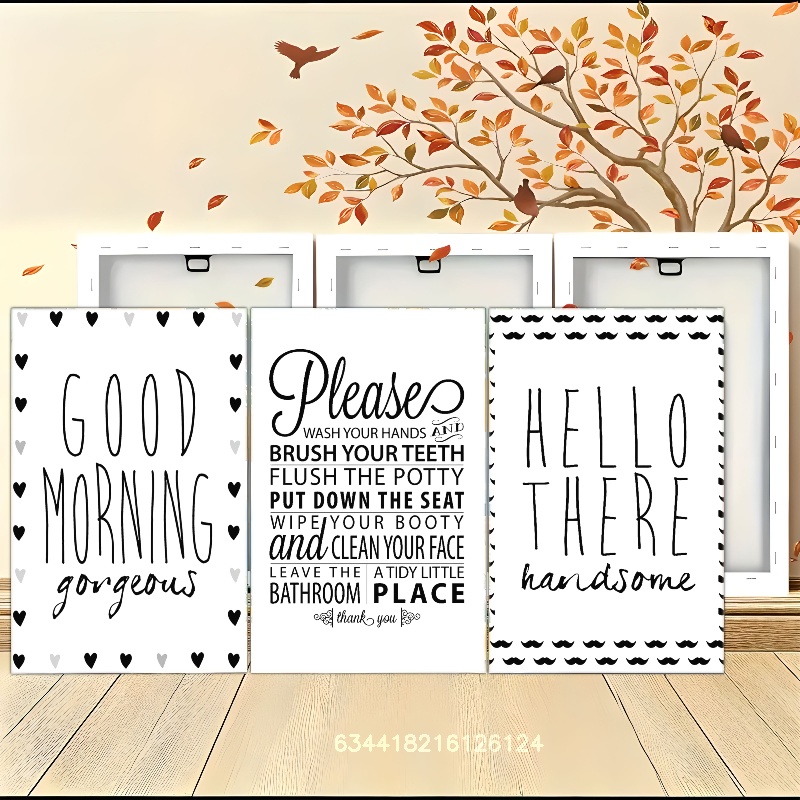 GOOD
MORNING
gorgeous
Please
WASH YOUR HANDS AND
BRUSH YOUR TEETH
FLUSH THE POTTY
PUT DOWN THE SEAT
WIPE YOUR BOOTY
and CLEAN YOUR FACE
LEAVE THE A TIDY LITTLE
BATHROOM PLACE
thank you
HELLO
THERE
handsome
634418216126124